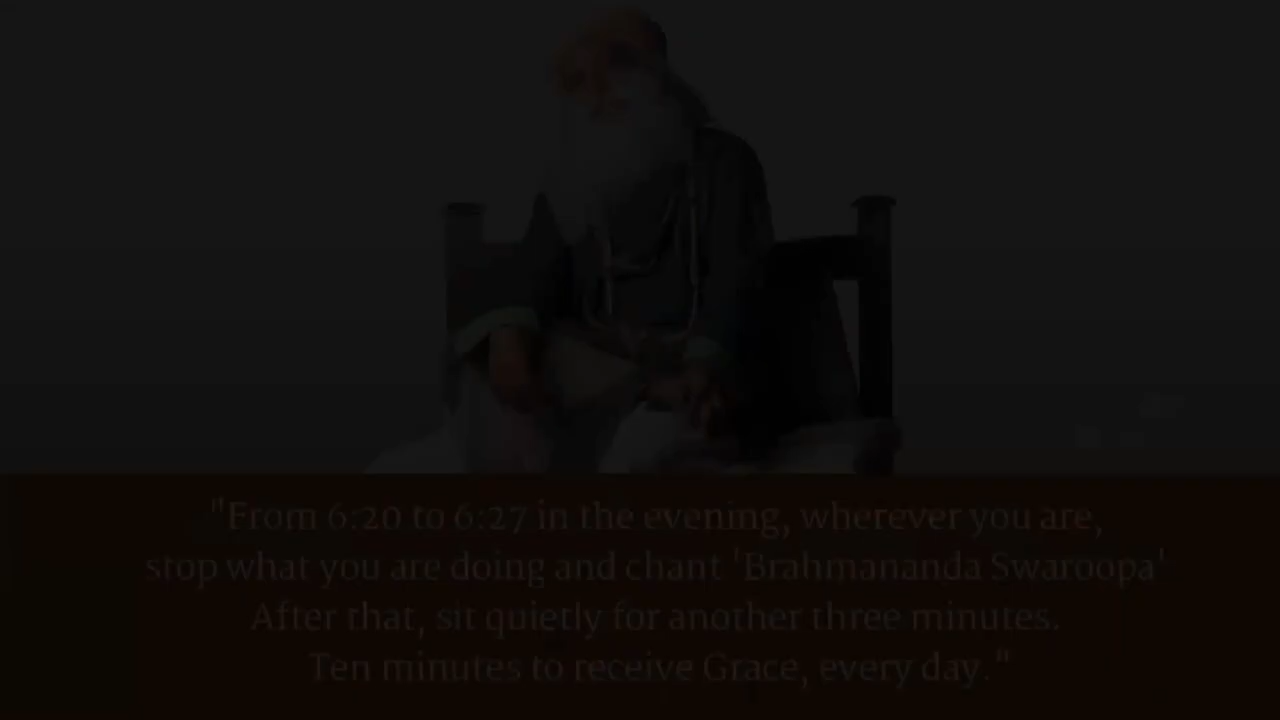 "From 6:20 to 6:27 in the evening, wherever you are,
stop what you are doing and chant 'Brahmananda Swaroopa'
After that, sit quietly for another three minutes.
Ten minutes to receive Grace, every day."